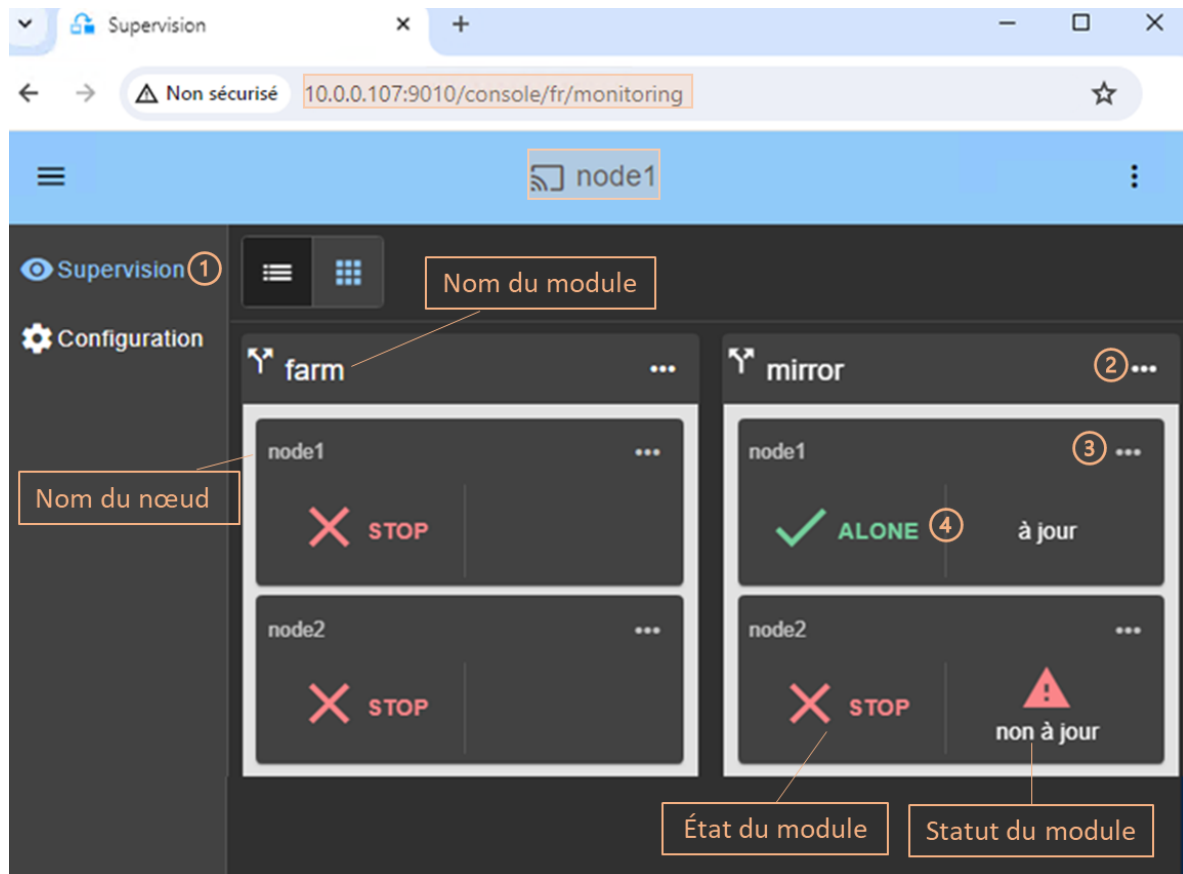 Supervision
Non sécurisé 10.0.0.107:9010/console/fr/monitoring
node1
Supervision 1
Configuration
Nom du module
farm
mirror 2
node1
node1 3
Nom du nœud
STOP
ALONE 4 à jour
node2
node2
STOP
STOP
non à jour
État du module
Statut du module